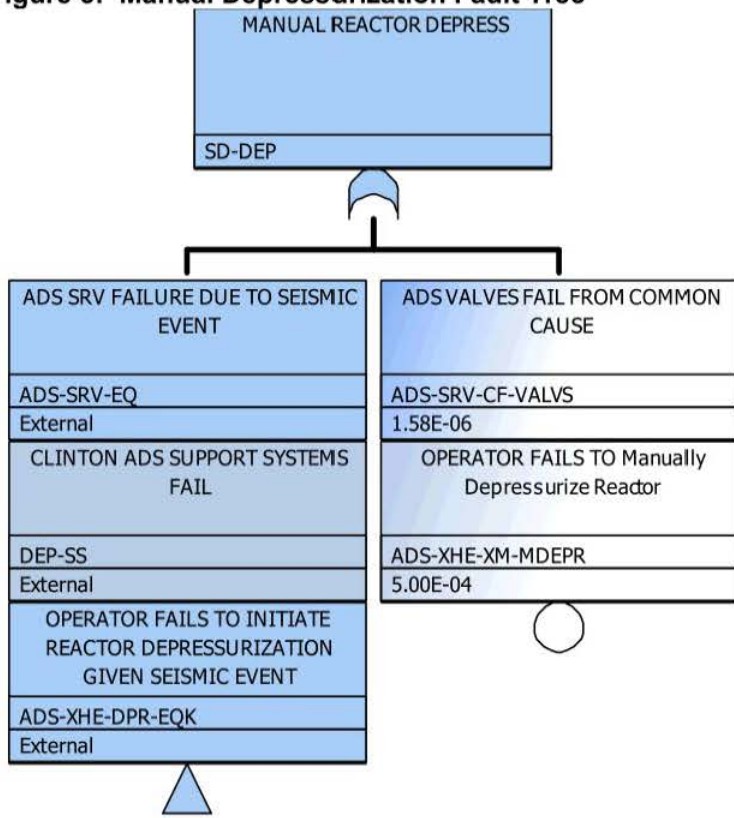 Figure 3. Manual Depressurization Fault Tree
MANUAL REACTOR DEPRESS
SD-DEP
ADS SRV FAILURE DUE TO SEISMIC
EVENT
ADS-SRV-EQ
External
CLINTON ADS SUPPORT SYSTEMS
FAIL
DEP-SS
External
OPERATOR FAILS TO INITIATE
REACTOR DEPRESSURIZATION
GIVEN SEISMIC EVENT
ADS-XHE-DPR-EQK
External
ADS VALVES FAIL FROM COMMON
CAUSE
ADS-SRV-CF-VALVS
1.58E-06
OPERATOR FAILS TO Manually
Depressurize Reactor
ADS-XHE-XM-MDEPR
5.00E-04